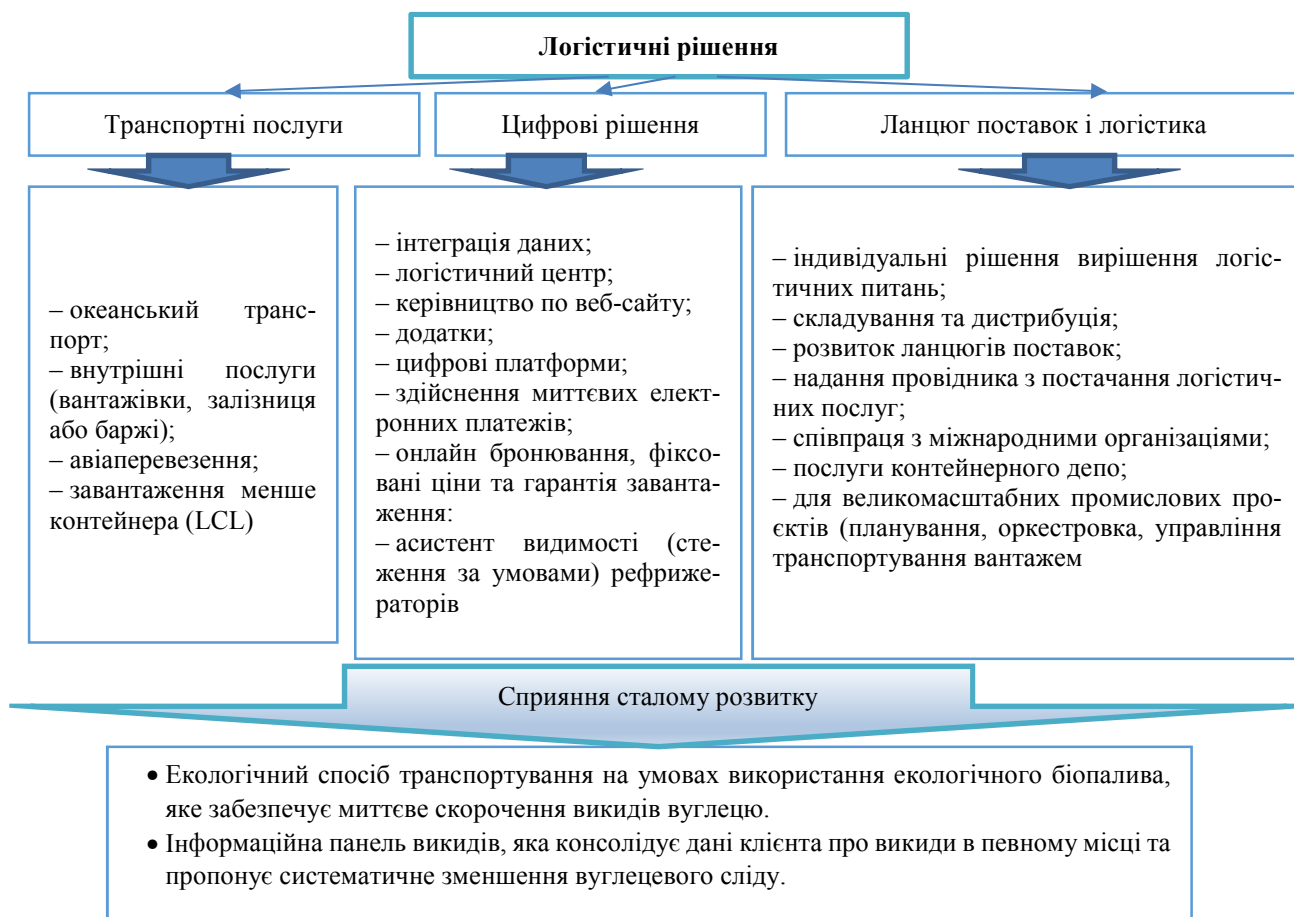 Логістичні рішення
Транспортні послуги
Цифрові рішення
Ланцюг поставок і логістика
– океанський транс-
порт;
– внутрішні послуги
(вантажівки, залізниця
або баржі);
– авіаперевезення;
– завантаження менше
контейнера (LCL)
– інтеграція даних;
– логістичний центр;
– керівництво по веб-сайту;
– додатки;
– цифрові платформи;
– здійснення миттєвих елект-
ронних платежів;
– онлайн бронювання, фіксо-
вані ціни та гарантія заванта-
ження:
– асистент видимості (сте-
ження за умовами) рефриже-
раторів
– індивідуальні рішення вирішення логіс-
тичних питань;
– складування та дистрибуція;
– розвиток ланцюгів поставок;
– надання провідника з постачання логістич-
них послуг;
– співпраця з міжнародними організаціями;
– послуги контейнерного депо;
– для великомасштабних промислових про-
єктів (планування, оркестровка, управління
транспортування вантажем
Сприяння сталому розвитку
• Екологічний спосіб транспортування на умовах використання екологічного біопалива,
яке забезпечує миттєве скорочення викидів вуглецю.
• Інформаційна панель викидів, яка консолідує дані клієнта про викиди в певному місці та
пропонує систематичне зменшення вуглецевого сліду.